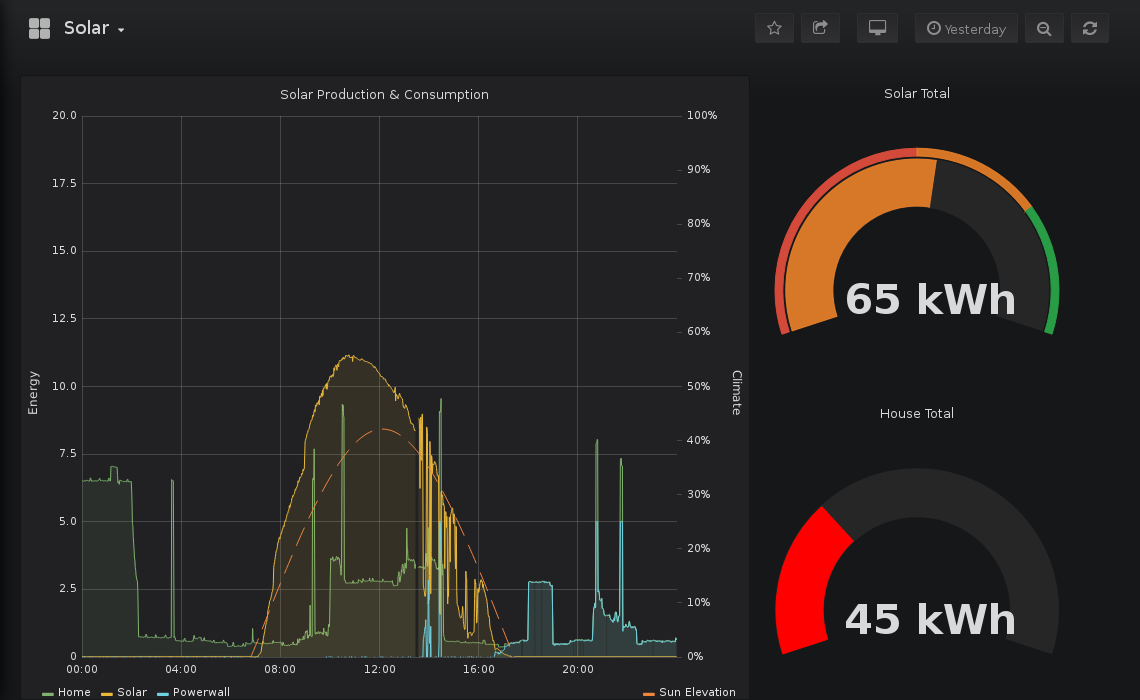 Solar
Yesterday
Solar Production & Consumption
20.0
17.5
15.0
12.5
10.0
7.5
5.0
2.5
0
Energy
100%
90%
80%
70%
60%
50%
40%
30%
20%
10%
0%
Climate
00:00 04:00 08:00 12:00 16:00 20:00
Home Solar Powerwall Sun Elevation
Solar Total
65 kWh
House Total
45 kWh